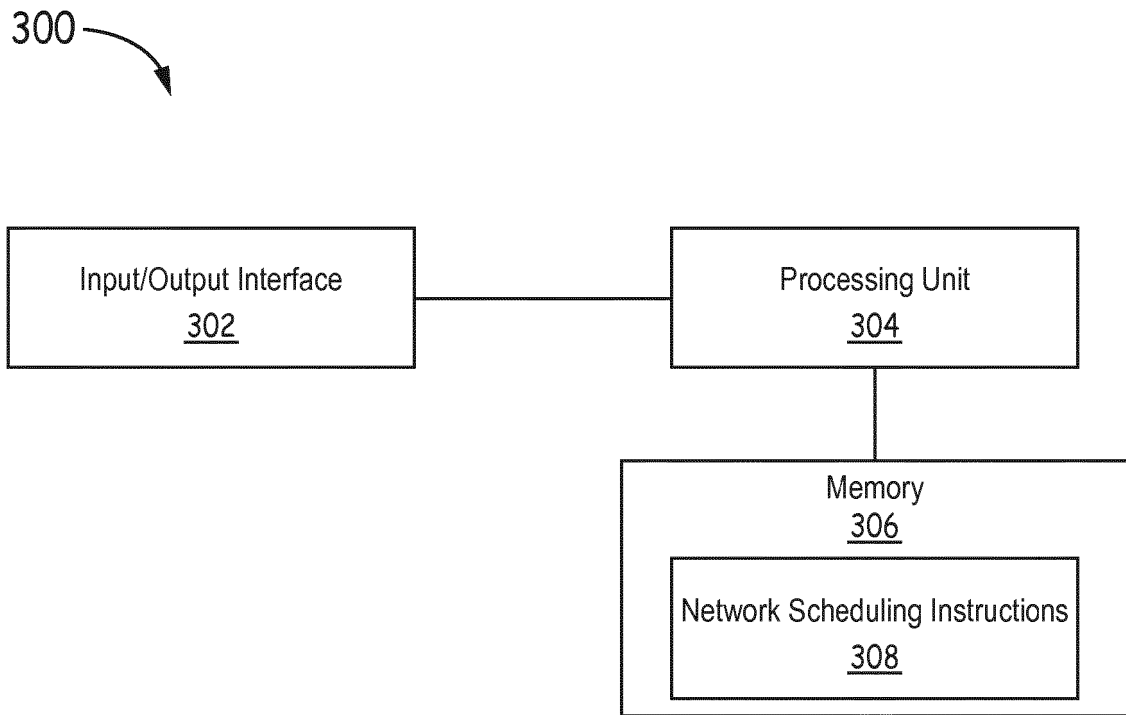 300
Input/Output Interface
302
Processing Unit
304
Memory
306
Network Scheduling Instructions
308